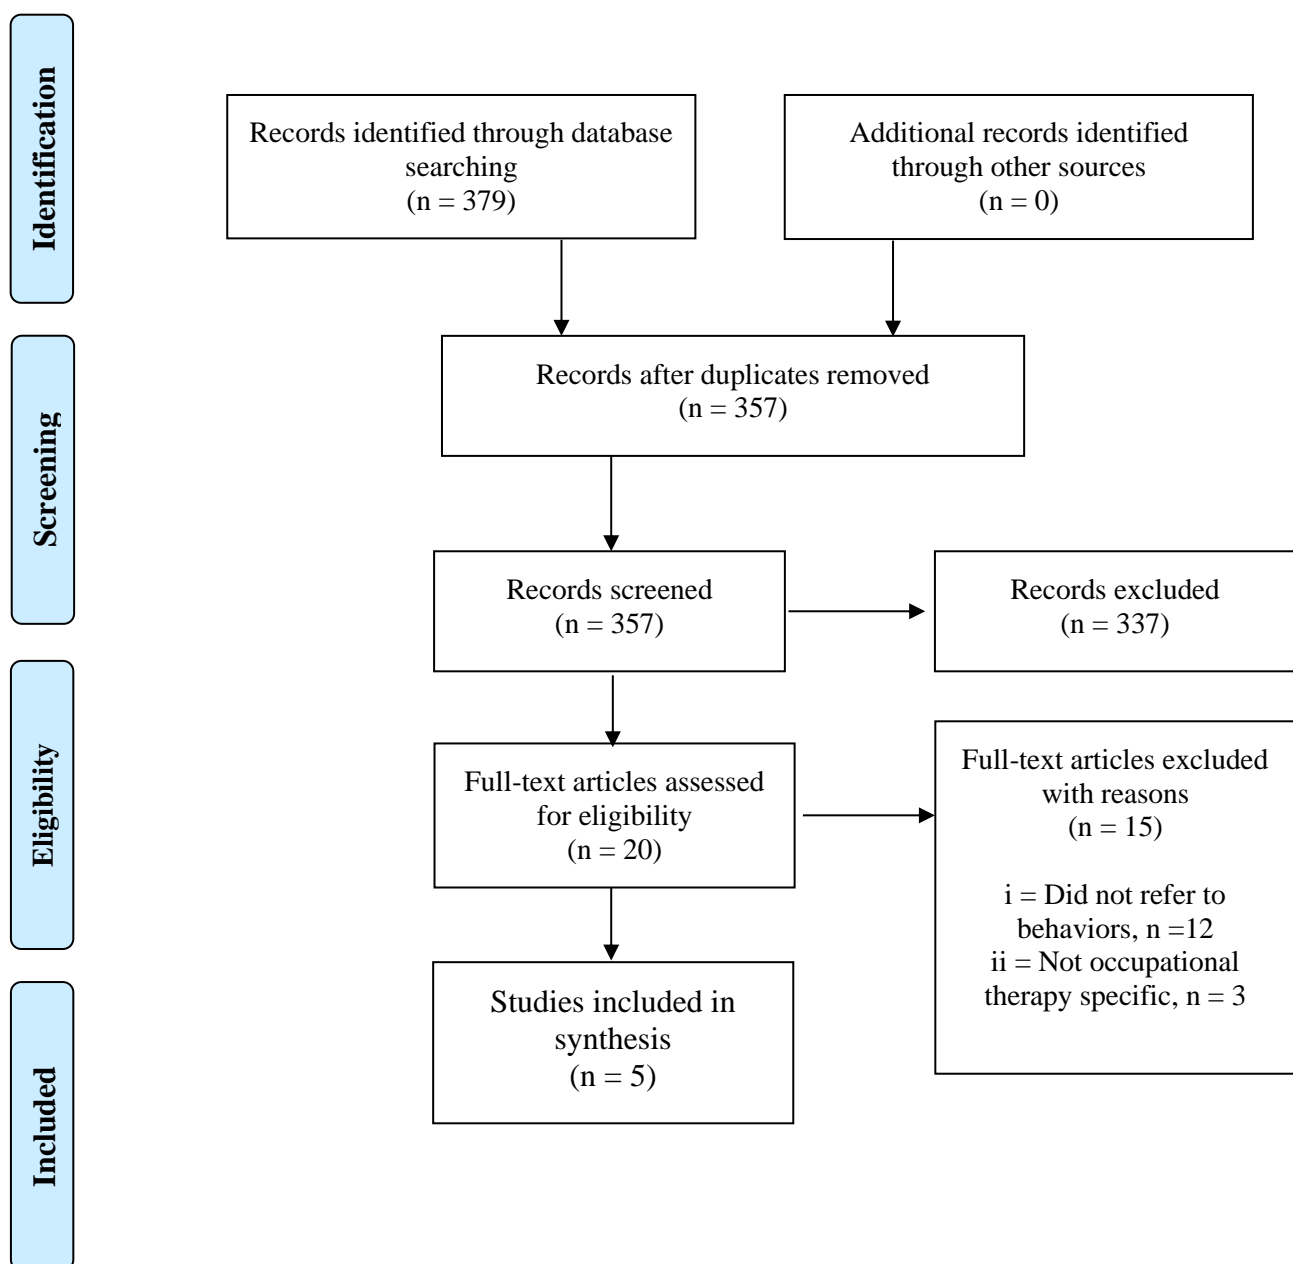 Identification
Records identified through database
searching
(n = 379)
Additional records identified
through other sources
(n = 0)
Screening
Records after duplicates removed
(n = 357)
Records screened
(n = 357)
Records excluded
(n = 337)
Eligibility
Full-text articles assessed
for eligibility
(n = 20)
Full-text articles excluded
with reasons
(n = 15)
i = Did not refer to
behaviors, n =12
ii = Not occupational
therapy specific, n = 3
Included
Studies included in
synthesis
(n = 5)